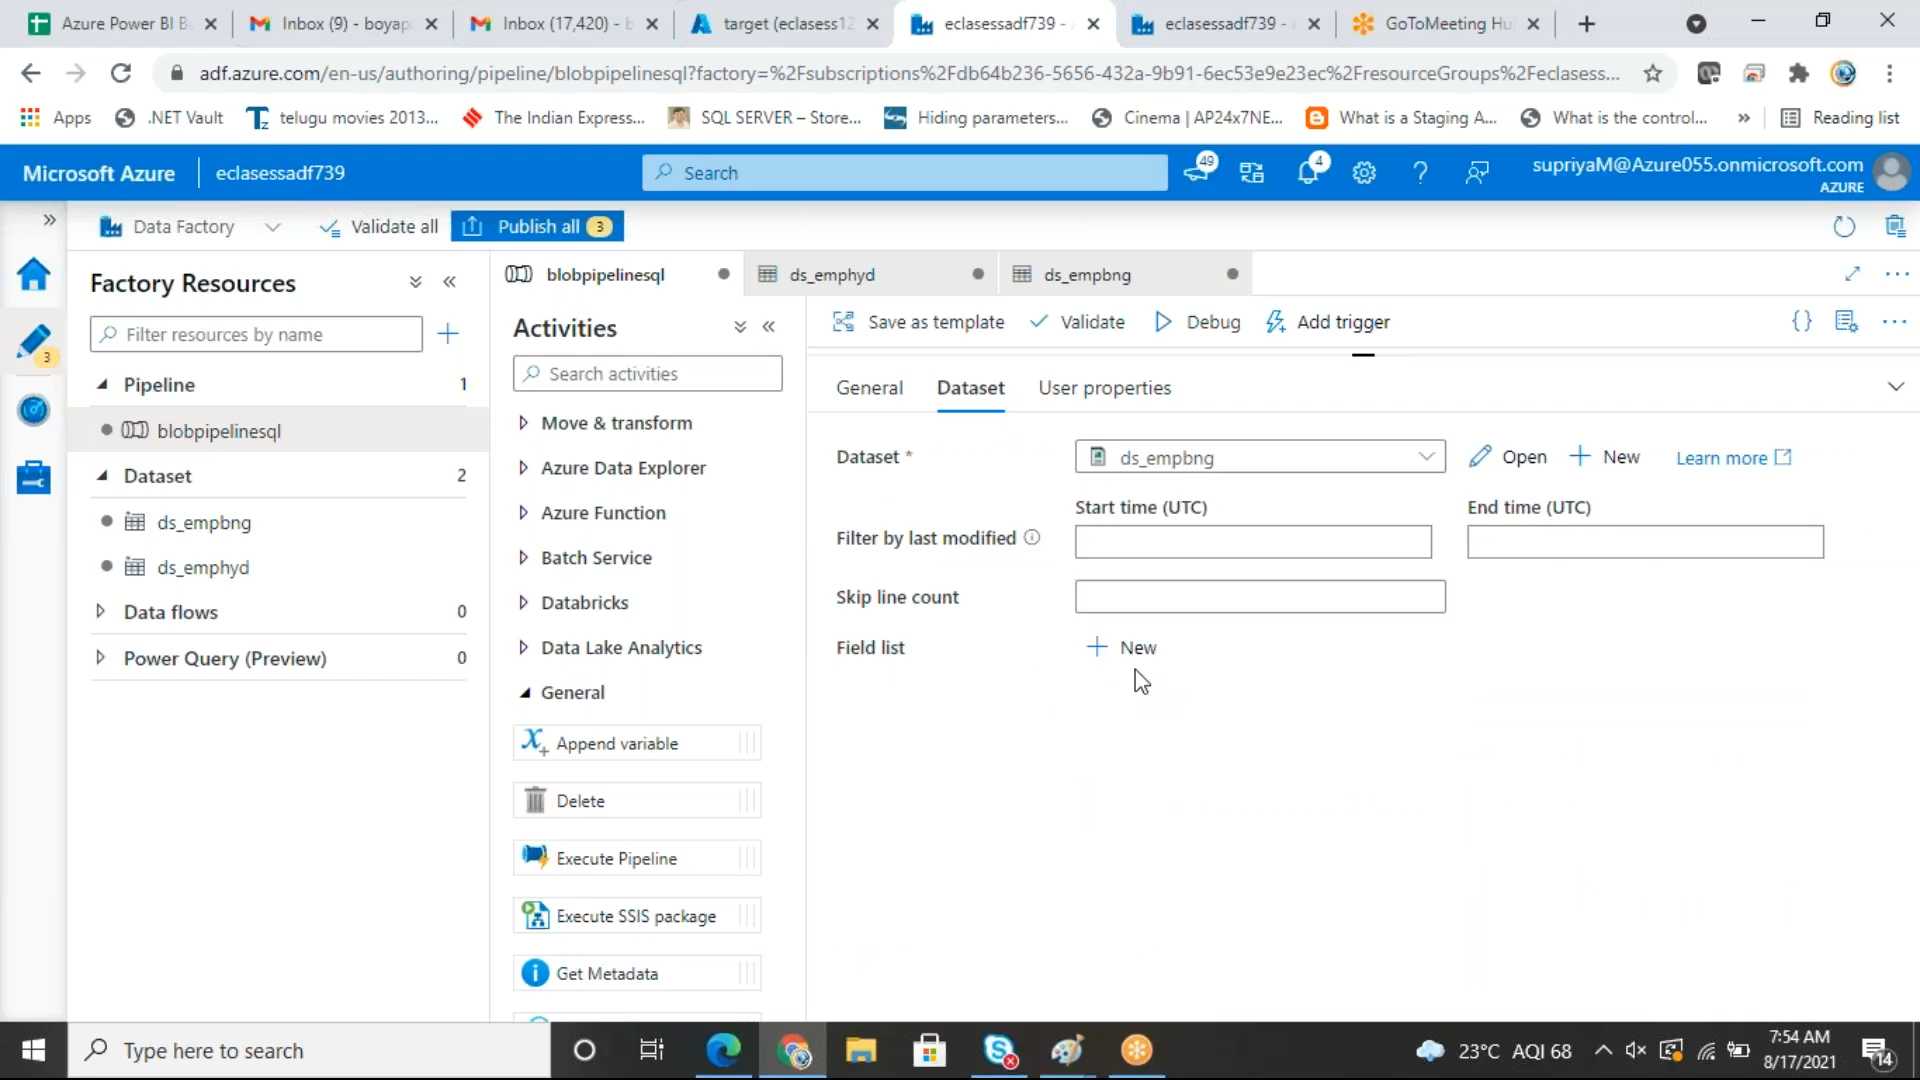 Azure Power BI B
Inbox (9) - boyap
Inbox (17,420) - b
target (eclasess12
eclasessadf739 -
eclasessadf739 -
GoToMeeting Hu
adf.azure.com/en-us/authoring/pipeline/blobpipelinesql?factory=%2Fsubscriptions%2Fdb64b236-5656-432a-9b91-6ec53e9e23ec%2FresourceGroups%2Feclasess...
Apps
.NET Vault
telugu movies 2013...
The Indian Express...
SQL SERVER – Store...
Hiding parameters...
Cinema | AP24x7NE...
What is a Staging A...
What is the control...
»
Reading list
Microsoft Azure
eclasessadf739
Search
49
4
supriyaM@Azure055.onmicrosoft.com
AZURE
Data Factory
Validate all
Publish all 3
blobpipelinesql
ds_emphyd
ds_empbng
Factory Resources
Filter resources by name
3
Pipeline 1
blobpipelinesql
Dataset 2
ds_empbng
ds_emphyd
Data flows 0
Power Query (Preview) 0
Activities
Search activities
Move & transform
Azure Data Explorer
Azure Function
Batch Service
Databricks
Data Lake Analytics
General
Append variable
Delete
Execute Pipeline
Execute SSIS package
Get Metadata
Save as template
Validate
Debug
Add trigger
General
Dataset
User properties
Dataset *
ds_empbng
Open
New
Learn more
Start time (UTC)
End time (UTC)
Filter by last modified
Skip line count
Field list
New
Type here to search
23°C AQI 68
7:54 AM
8/17/2021
14